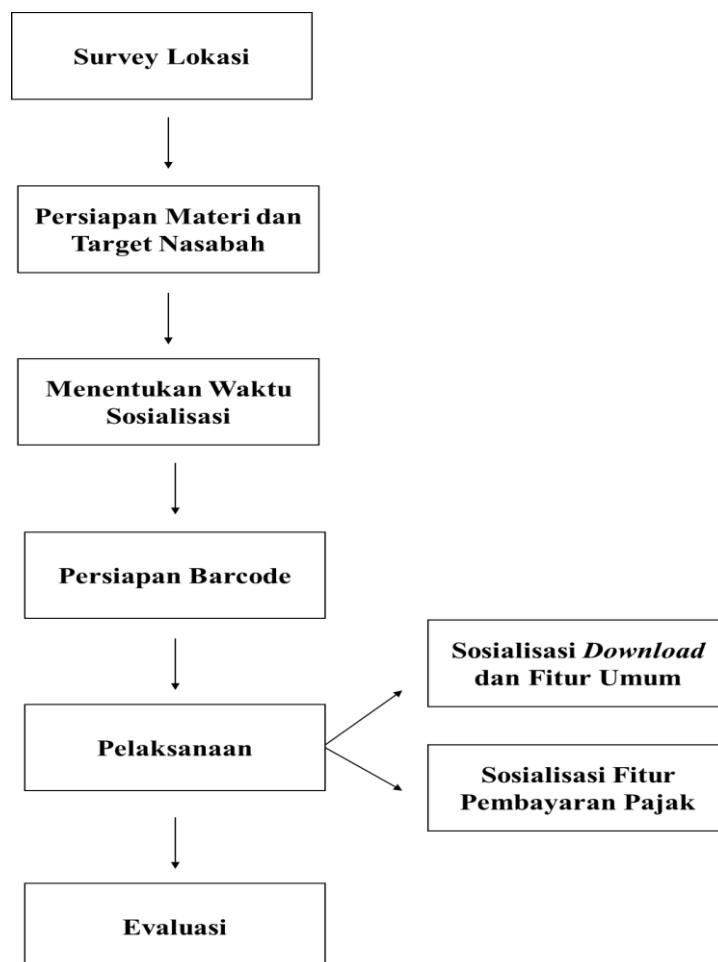 Survey Lokasi
Persiapan Materi dan
Target Nasabah
Menentukan Waktu
Sosialisasi
Persiapan Barcode
Pelaksanaan
Sosialisasi Download
dan Fitur Umum
Sosialisasi Fitur
Pembayaran Pajak
Evaluasi